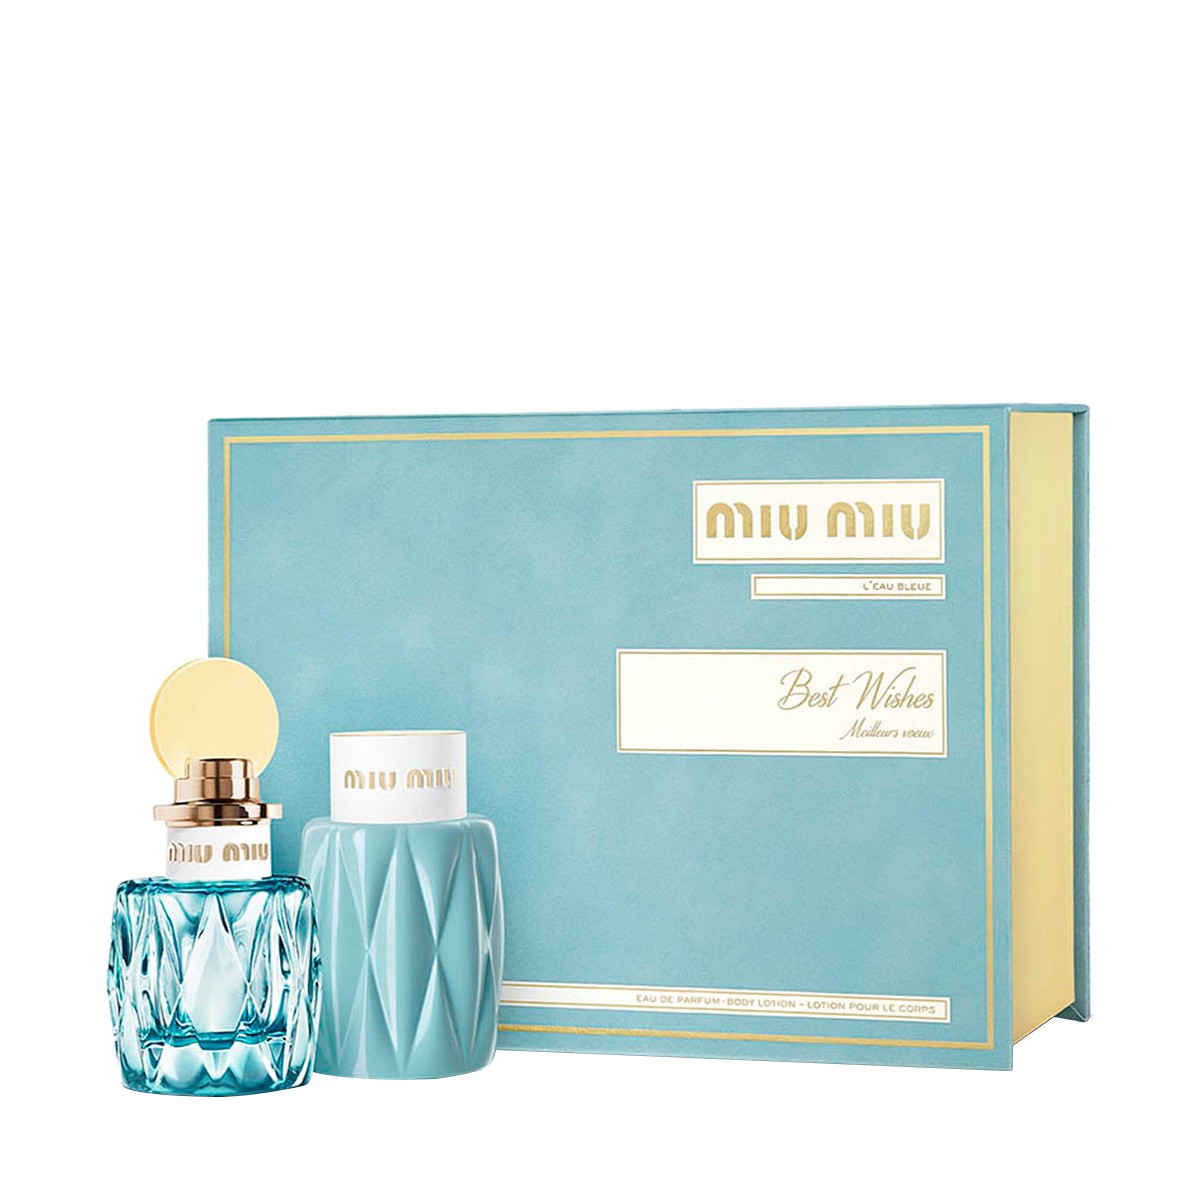 MIU MIU
L'EAU BLEUE
Best Wishes
Meilleurs voeux
MIU MIU
MIU MIU
EAU DE PARFUM - BODY LOTION - LOTION POUR LE CORPS